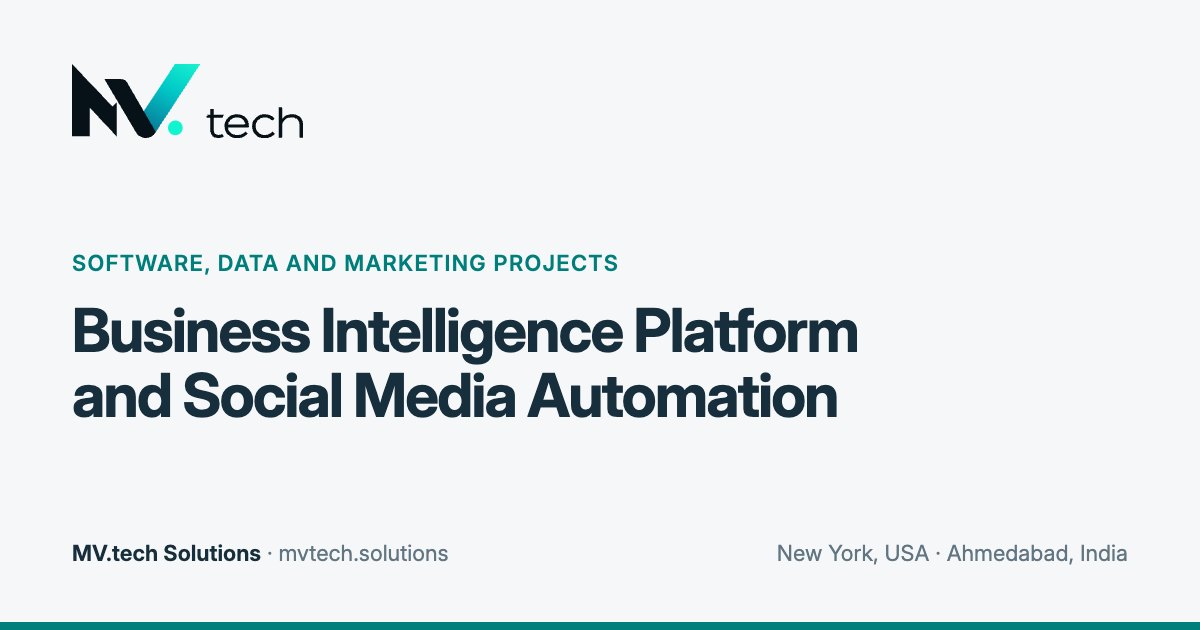 MV. tech
SOFTWARE, DATA AND MARKETING PROJECTS
Business Intelligence Platform
and Social Media Automation
MV.tech Solutions · mvtech.solutions
New York, USA · Ahmedabad, India